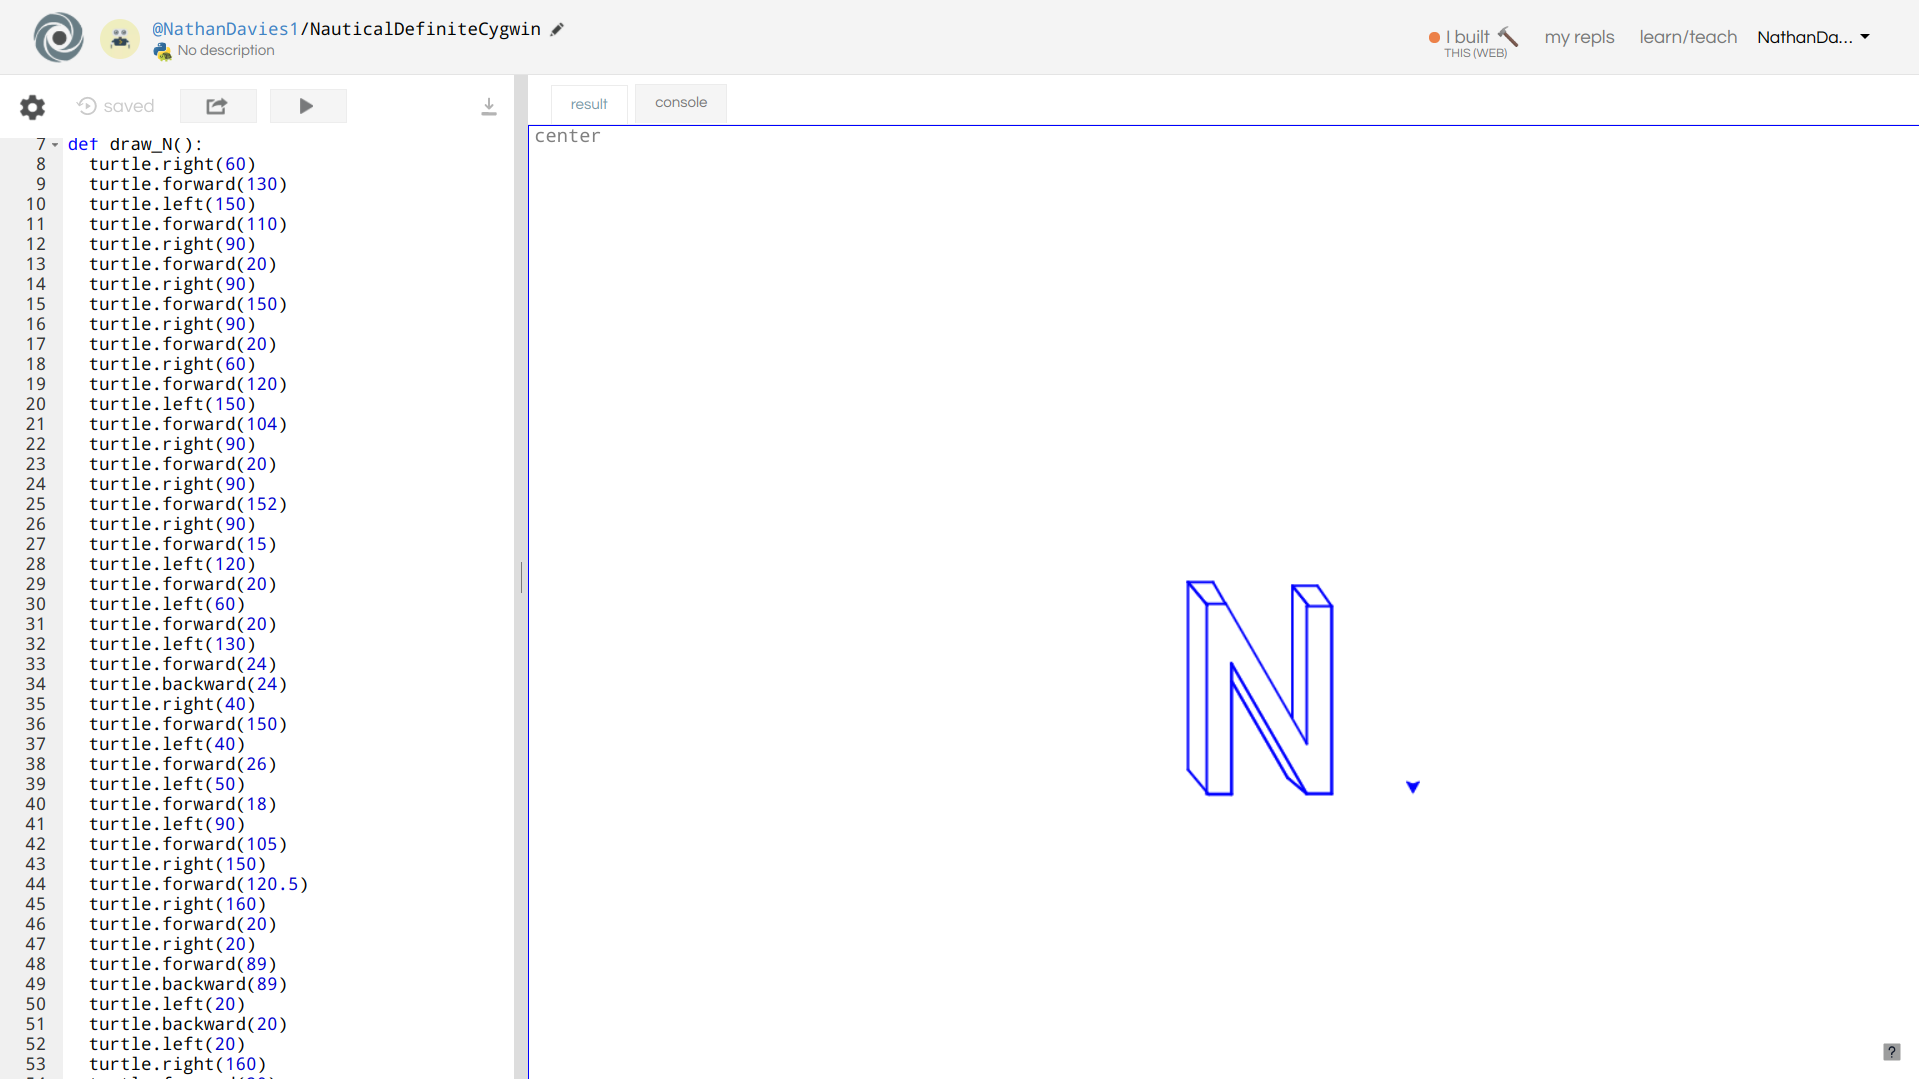 @NathanDavies1/NauticalDefiniteCygwin
No description
I built
THIS (WEB)
my repls
learn/teach
NathanDa...
saved
result
console
center
7 def draw_N():
8 turtle.right(60)
9 turtle.forward(130)
10 turtle.left(150)
11 turtle.forward(110)
12 turtle.right(90)
13 turtle.forward(20)
14 turtle.right(90)
15 turtle.forward(150)
16 turtle.right(90)
17 turtle.forward(20)
18 turtle.right(60)
19 turtle.forward(120)
20 turtle.left(150)
21 turtle.forward(104)
22 turtle.right(90)
23 turtle.forward(20)
24 turtle.right(90)
25 turtle.forward(152)
26 turtle.right(90)
27 turtle.forward(15)
28 turtle.left(120)
29 turtle.forward(20)
30 turtle.left(60)
31 turtle.forward(20)
32 turtle.left(130)
33 turtle.forward(24)
34 turtle.backward(24)
35 turtle.right(40)
36 turtle.forward(150)
37 turtle.left(40)
38 turtle.forward(26)
39 turtle.left(50)
40 turtle.forward(18)
41 turtle.left(90)
42 turtle.forward(105)
43 turtle.right(150)
44 turtle.forward(120.5)
45 turtle.right(160)
46 turtle.forward(20)
47 turtle.right(20)
48 turtle.forward(89)
49 turtle.backward(89)
50 turtle.left(20)
51 turtle.backward(20)
52 turtle.left(20)
53 turtle.right(160)
N
?